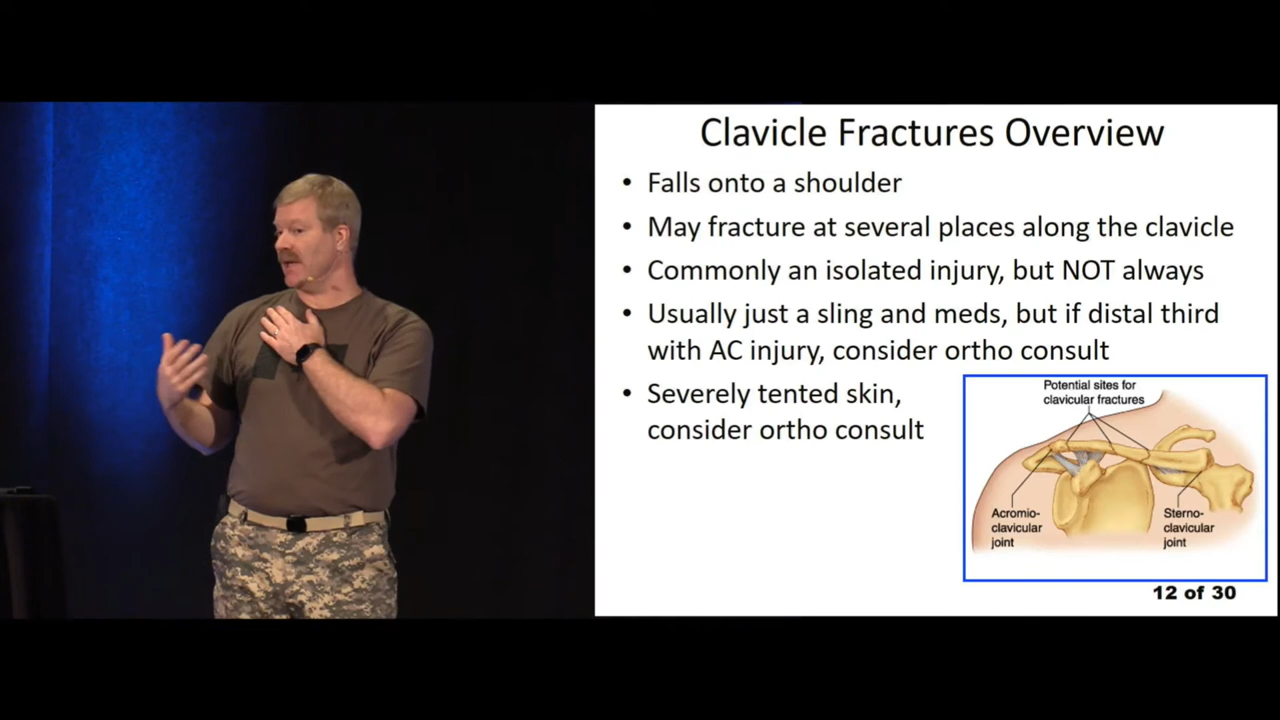 Clavicle Fractures Overview
• Falls onto a shoulder
• May fracture at several places along the clavicle
• Commonly an isolated injury, but NOT always
• Usually just a sling and meds, but if distal third
with AC injury, consider ortho consult
• Severely tented skin,
consider ortho consult
Potential sites for
clavicular fractures
Acromio-
clavicular
joint
Sterno-
clavicular
joint
12 of 30